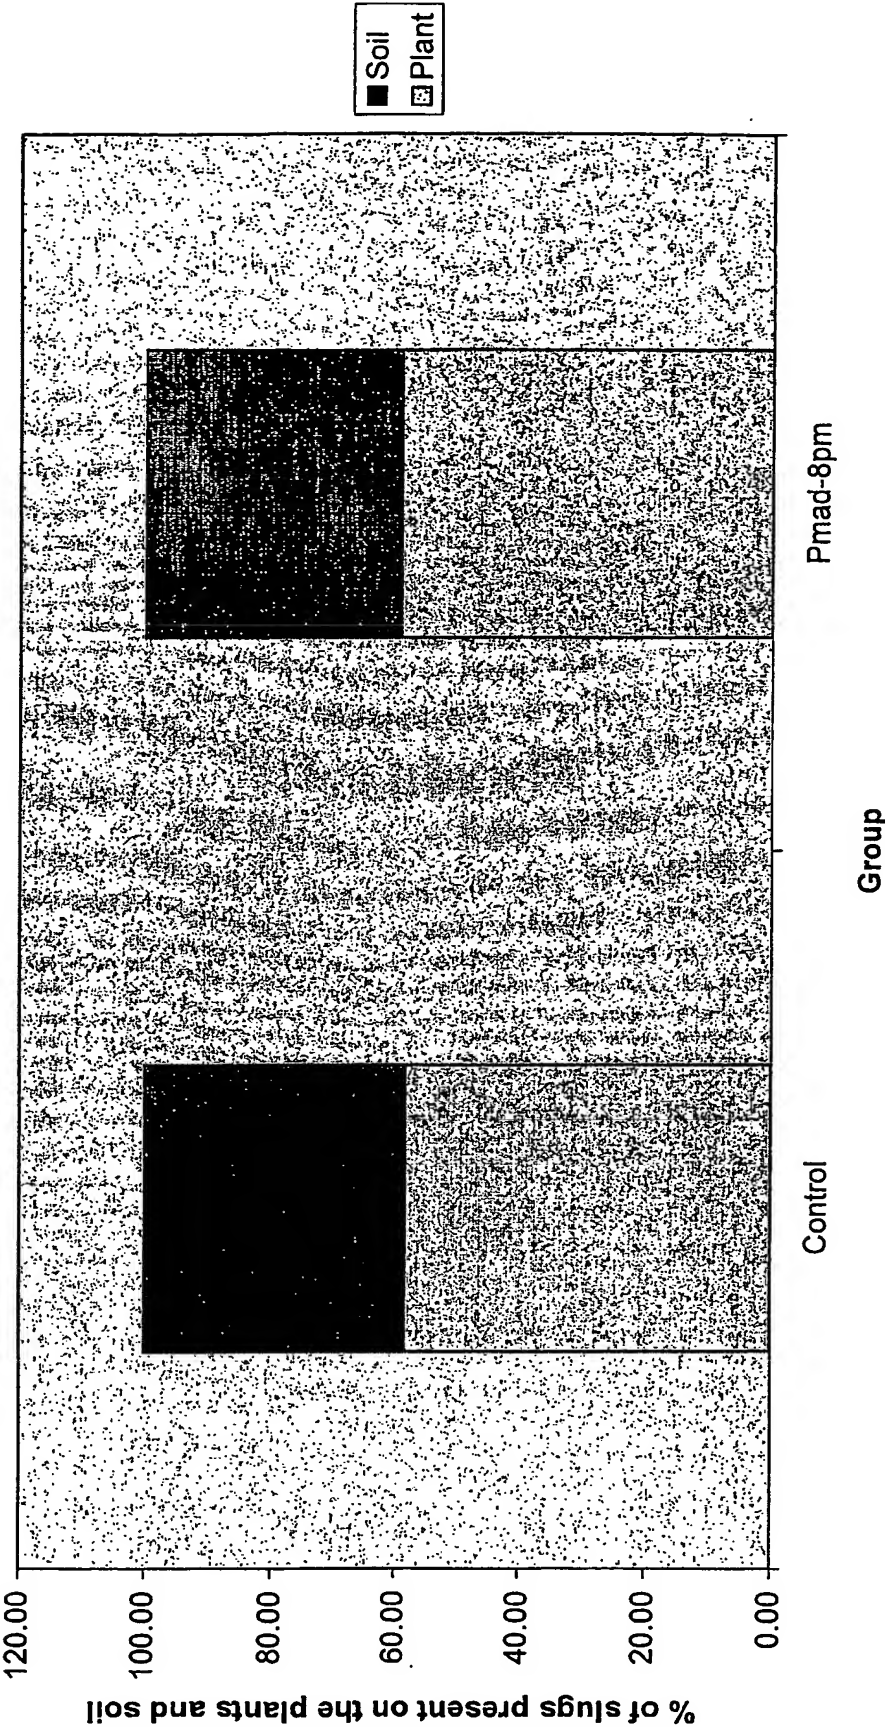 % of slugs present on the plants and soil
120.00
100.00
80.00
60.00
40.00
20.00
0.00
Control
Pmad-8pm
Group
Soil
Plant